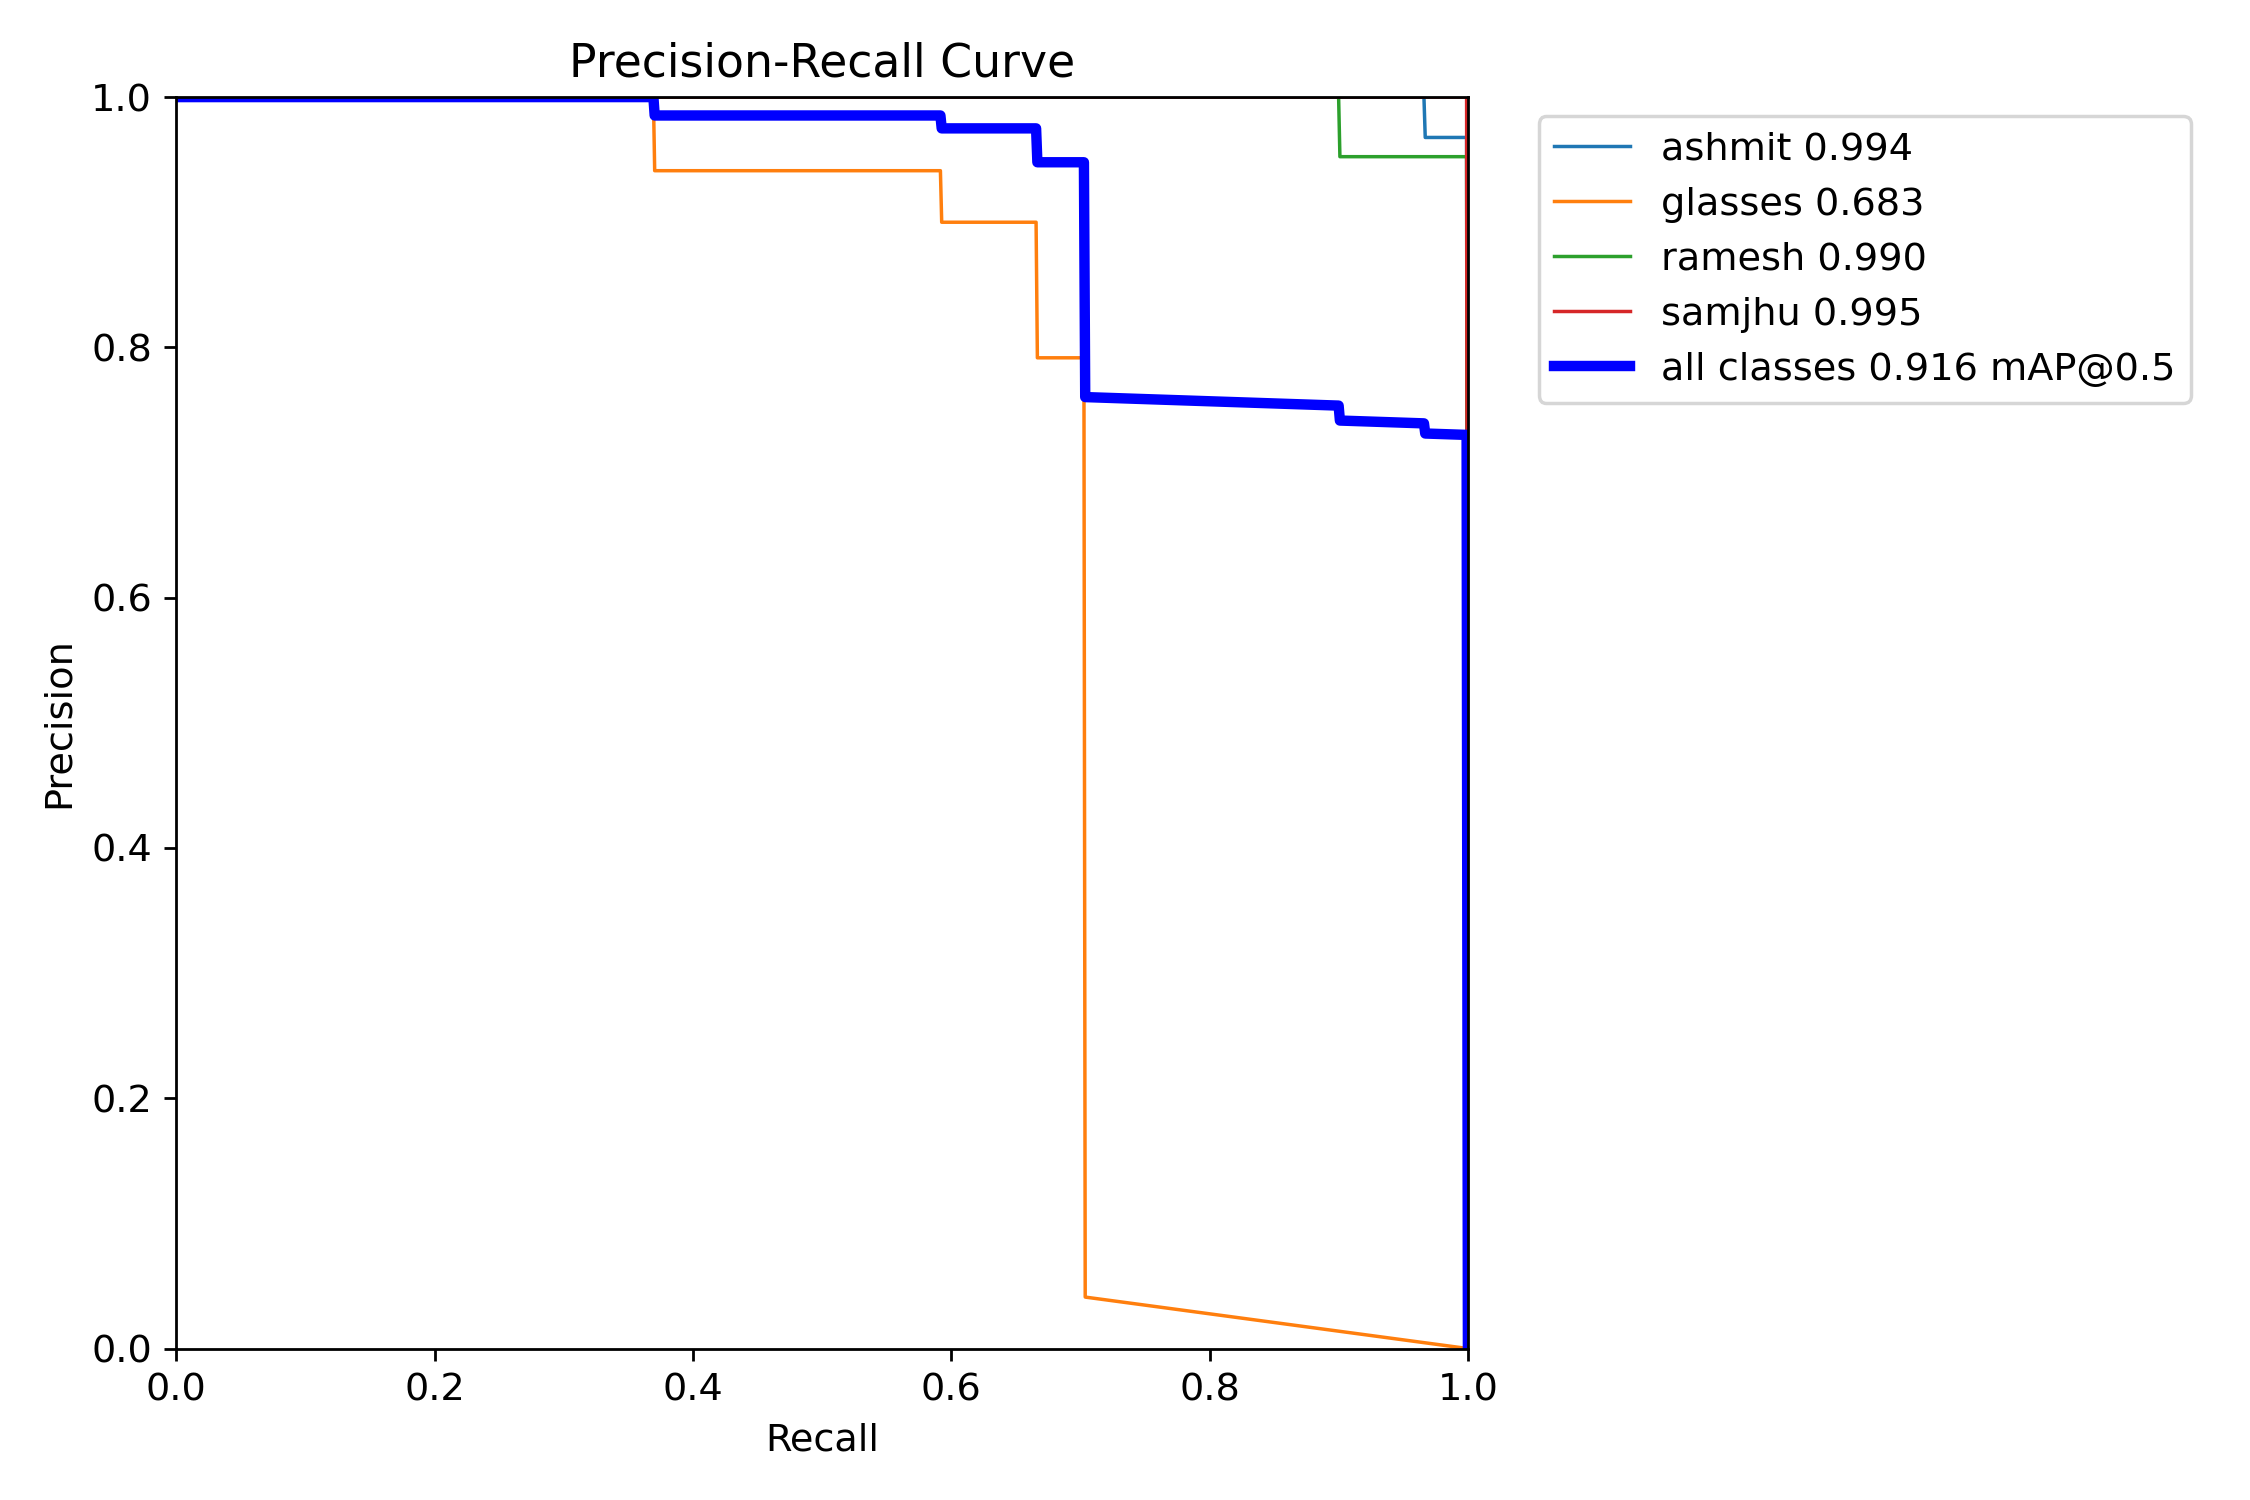 Precision-Recall Curve
1.0
0.8
0.6
0.4
0.2
0.0
Precision
0.0 0.2 0.4 0.6 0.8 1.0
Recall
ashmit 0.994
glasses 0.683
ramesh 0.990
samjhu 0.995
all classes 0.916 mAP@0.5